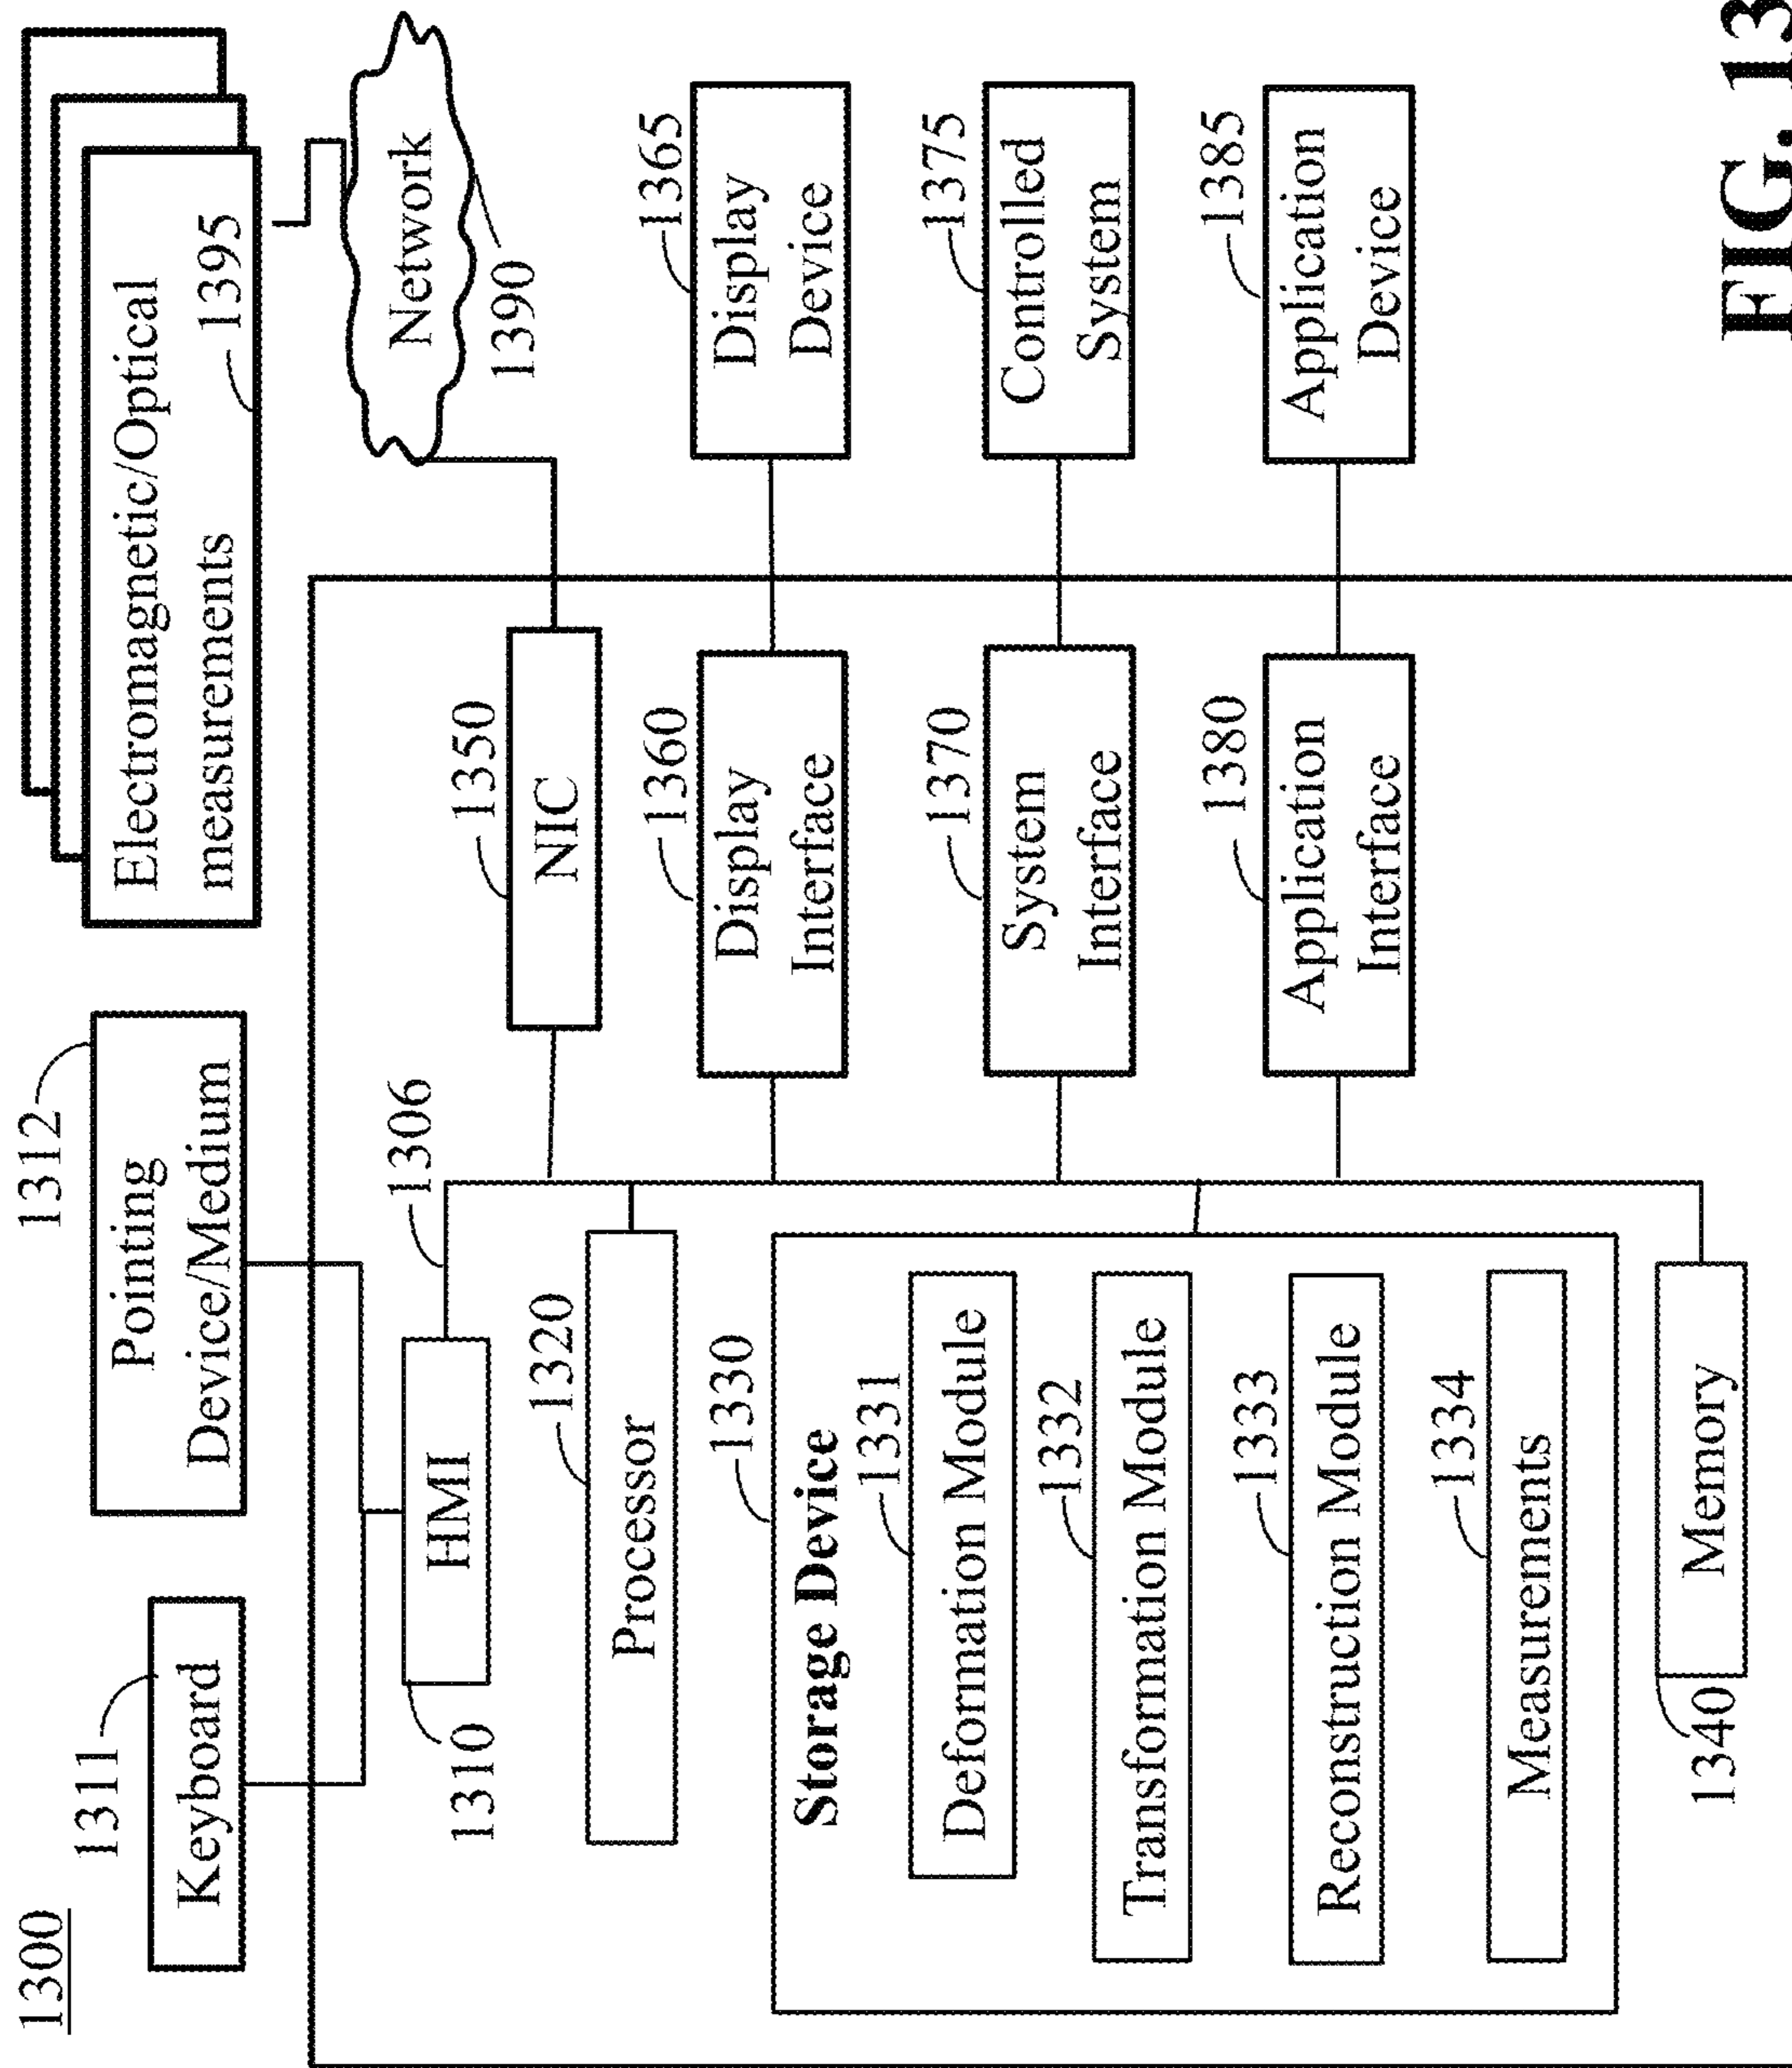 1300
1311
Keyboard
1312
Pointing
Device/Medium
Electromagnetic/Optical
measurements
1395
Network
1390
HMI
1310
1306
NIC
1350
Processor
1320
Display
Interface
1360
Display
Device
1365
Storage Device
1330
Deformation Module
1331
Transformation Module
1332
Reconstruction Module
1333
Measurements
1334
System
Interface
1370
Controlled
System
1375
Application
Interface
1380
Application
Device
1385
Memory
1340
FIG. 13